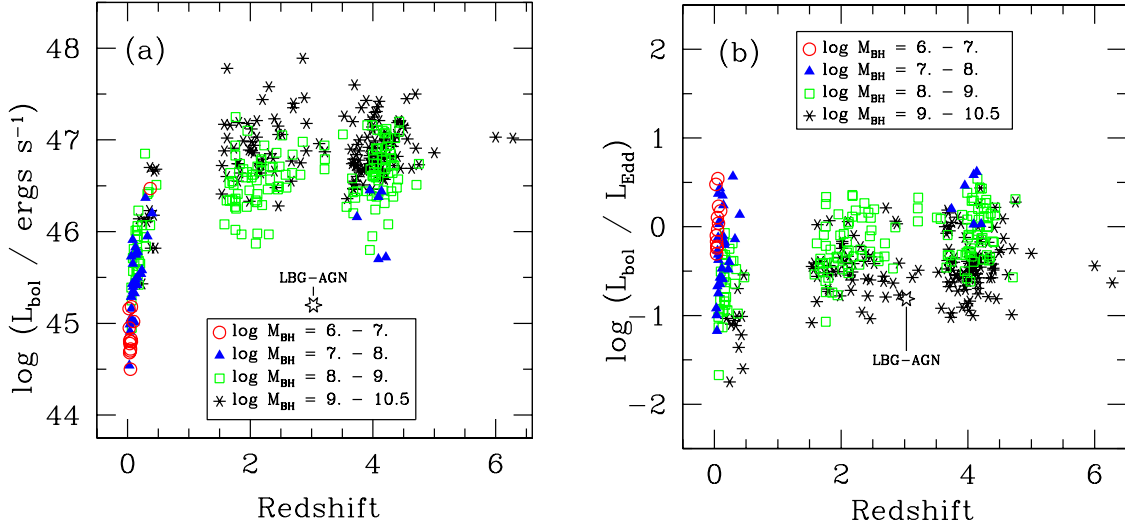 (a)
48
47
46
45
44
log (L_bol / ergs s⁻¹)
LBG-AGN
log M_BH = 6. - 7.
log M_BH = 7. - 8.
log M_BH = 8. - 9.
log M_BH = 9. - 10.5
0 2 4 6
Redshift
(b)
2
1
0
-1
-2
log (L_bol / L_Edd)
log M_BH = 6. - 7.
log M_BH = 7. - 8.
log M_BH = 8. - 9.
log M_BH = 9. - 10.5
LBG-AGN
0 2 4 6
Redshift